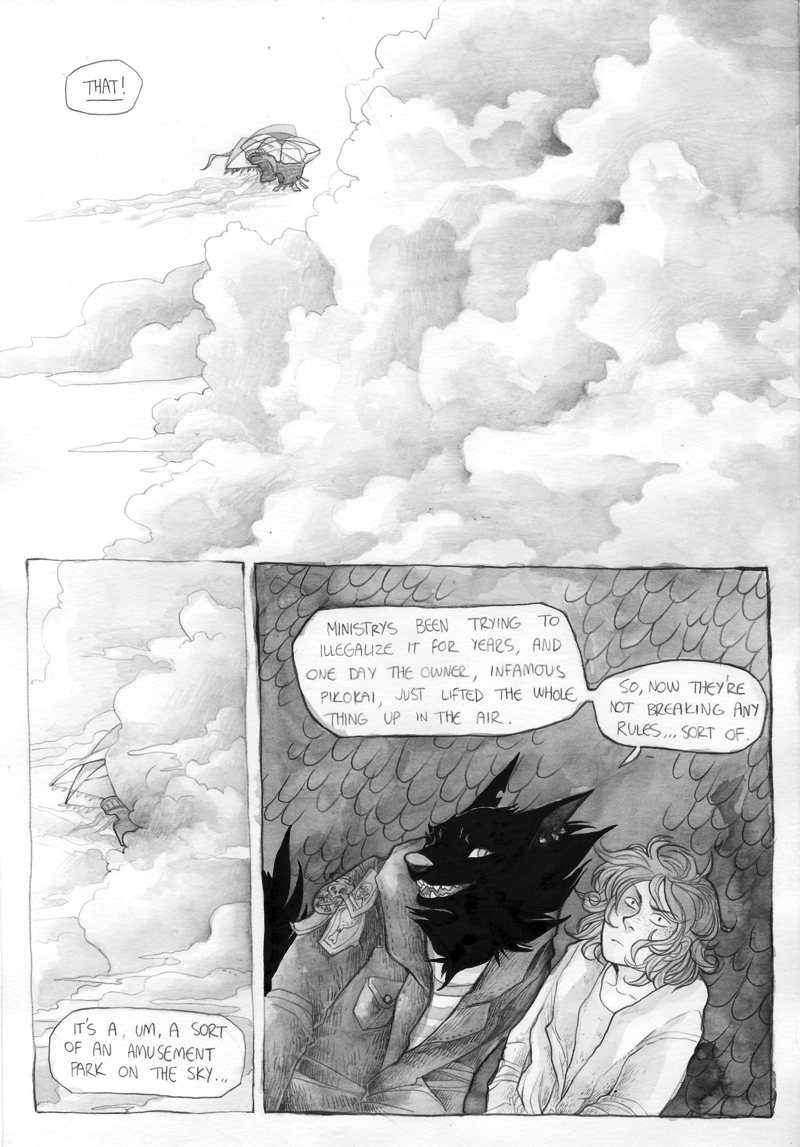 THAT!
IT'S A, UM, A SORT
OF AN AMUSEMENT
PARK ON THE SKY...
MINISTRYS BEEN TRYING TO
ILLEGALIZE IT FOR YEARS, AND
ONE DAY THE OWNER, INFAMOUS
PIKOKAI, JUST LIFTED THE WHOLE
THING UP IN THE AIR.
SO, NOW THEY'RE
NOT BREAKING ANY
RULES... SORT OF.